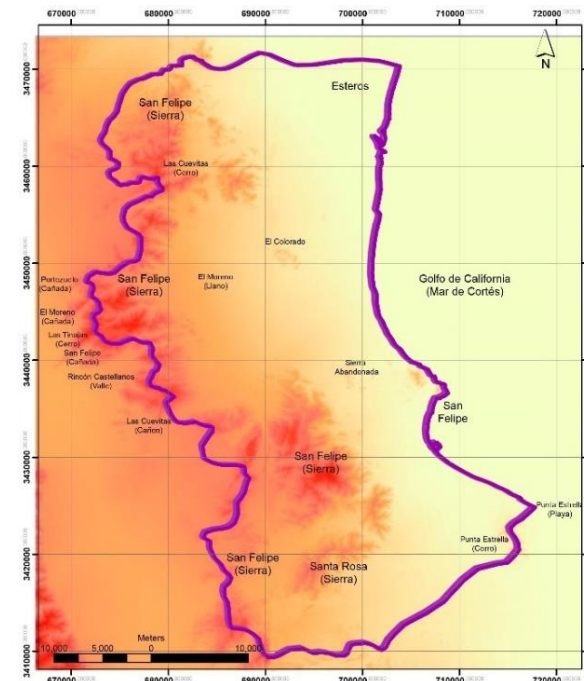 670000 680000 690000 700000 710000 720000
N
3470000
Esteros
San Felipe
(Sierra)
3460000
Las Cuevitas
(Cerro)
El Colorado
3450000
Portezuelo
(Cañada)
San Felipe
(Sierra)
El Moreno
(Llano)
Golfo de California
(Mar de Cortés)
El Moreno
(Cañada)
Las Tinajas
(Cerro)
3440000
San Felipe
(Cañada)
Sierra
Abandonada
Rincón Castellanos
(Valle)
San
Felipe
Las Cuevitas
(Cañon)
3430000
San Felipe
(Sierra)
Punta Estrella
(Playa)
Punta Estrella
(Cerro)
3420000
San Felipe
(Sierra)
Santa Rosa
(Sierra)
Meters
10,000 5,000 0 10,000
3410000
670000 680000 690000 700000 710000 720000